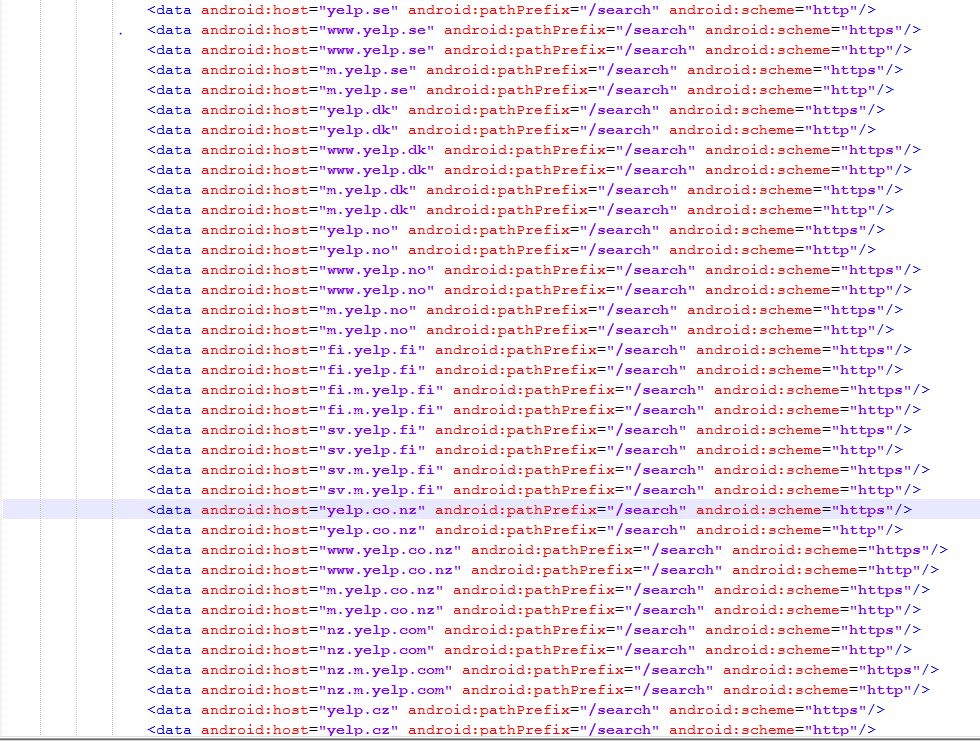 <data android:host="yelp.se" android:pathPrefix="/search" android:scheme="http"/>
<data android:host="www.yelp.se" android:pathPrefix="/search" android:scheme="https"/>
<data android:host="www.yelp.se" android:pathPrefix="/search" android:scheme="http"/>
<data android:host="m.yelp.se" android:pathPrefix="/search" android:scheme="https"/>
<data android:host="m.yelp.se" android:pathPrefix="/search" android:scheme="http"/>
<data android:host="yelp.dk" android:pathPrefix="/search" android:scheme="https"/>
<data android:host="yelp.dk" android:pathPrefix="/search" android:scheme="http"/>
<data android:host="www.yelp.dk" android:pathPrefix="/search" android:scheme="https"/>
<data android:host="www.yelp.dk" android:pathPrefix="/search" android:scheme="http"/>
<data android:host="m.yelp.dk" android:pathPrefix="/search" android:scheme="https"/>
<data android:host="m.yelp.dk" android:pathPrefix="/search" android:scheme="http"/>
<data android:host="yelp.no" android:pathPrefix="/search" android:scheme="https"/>
<data android:host="yelp.no" android:pathPrefix="/search" android:scheme="http"/>
<data android:host="www.yelp.no" android:pathPrefix="/search" android:scheme="https"/>
<data android:host="www.yelp.no" android:pathPrefix="/search" android:scheme="http"/>
<data android:host="m.yelp.no" android:pathPrefix="/search" android:scheme="https"/>
<data android:host="m.yelp.no" android:pathPrefix="/search" android:scheme="http"/>
<data android:host="fi.yelp.fi" android:pathPrefix="/search" android:scheme="https"/>
<data android:host="fi.yelp.fi" android:pathPrefix="/search" android:scheme="http"/>
<data android:host="fi.m.yelp.fi" android:pathPrefix="/search" android:scheme="https"/>
<data android:host="fi.m.yelp.fi" android:pathPrefix="/search" android:scheme="http"/>
<data android:host="sv.yelp.fi" android:pathPrefix="/search" android:scheme="https"/>
<data android:host="sv.yelp.fi" android:pathPrefix="/search" android:scheme="http"/>
<data android:host="sv.m.yelp.fi" android:pathPrefix="/search" android:scheme="https"/>
<data android:host="sv.m.yelp.fi" android:pathPrefix="/search" android:scheme="http"/>
<data android:host="yelp.co.nz" android:pathPrefix="/search" android:scheme="https"/>
<data android:host="yelp.co.nz" android:pathPrefix="/search" android:scheme="http"/>
<data android:host="www.yelp.co.nz" android:pathPrefix="/search" android:scheme="https"/>
<data android:host="www.yelp.co.nz" android:pathPrefix="/search" android:scheme="http"/>
<data android:host="m.yelp.co.nz" android:pathPrefix="/search" android:scheme="https"/>
<data android:host="m.yelp.co.nz" android:pathPrefix="/search" android:scheme="http"/>
<data android:host="nz.yelp.com" android:pathPrefix="/search" android:scheme="https"/>
<data android:host="nz.yelp.com" android:pathPrefix="/search" android:scheme="http"/>
<data android:host="nz.m.yelp.com" android:pathPrefix="/search" android:scheme="https"/>
<data android:host="nz.m.yelp.com" android:pathPrefix="/search" android:scheme="http"/>
<data android:host="yelp.cz" android:pathPrefix="/search" android:scheme="https"/>
<data android:host="yelp.cz" android:pathPrefix="/search" android:scheme="http"/>